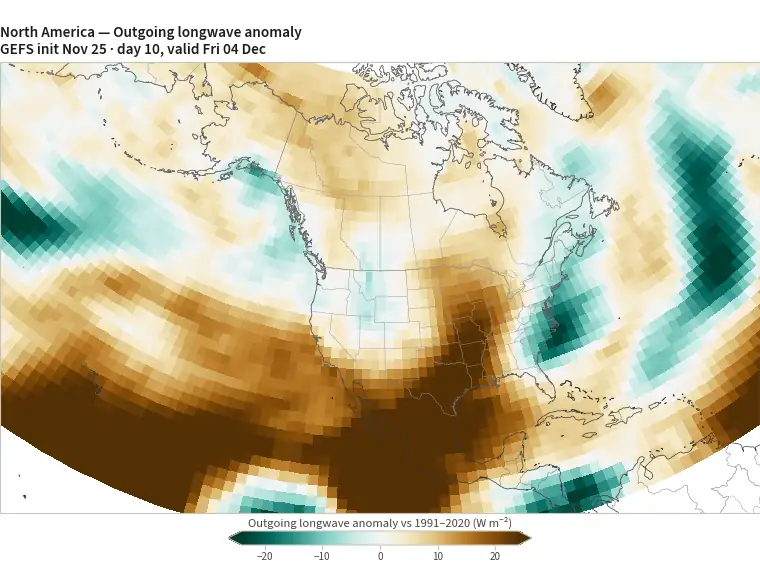 North America — Outgoing longwave anomaly
GEFS init Nov 25 · day 10, valid Fri 04 Dec
Outgoing longwave anomaly vs 1991–2020 (W m⁻²)
−20 −10 0 10 20